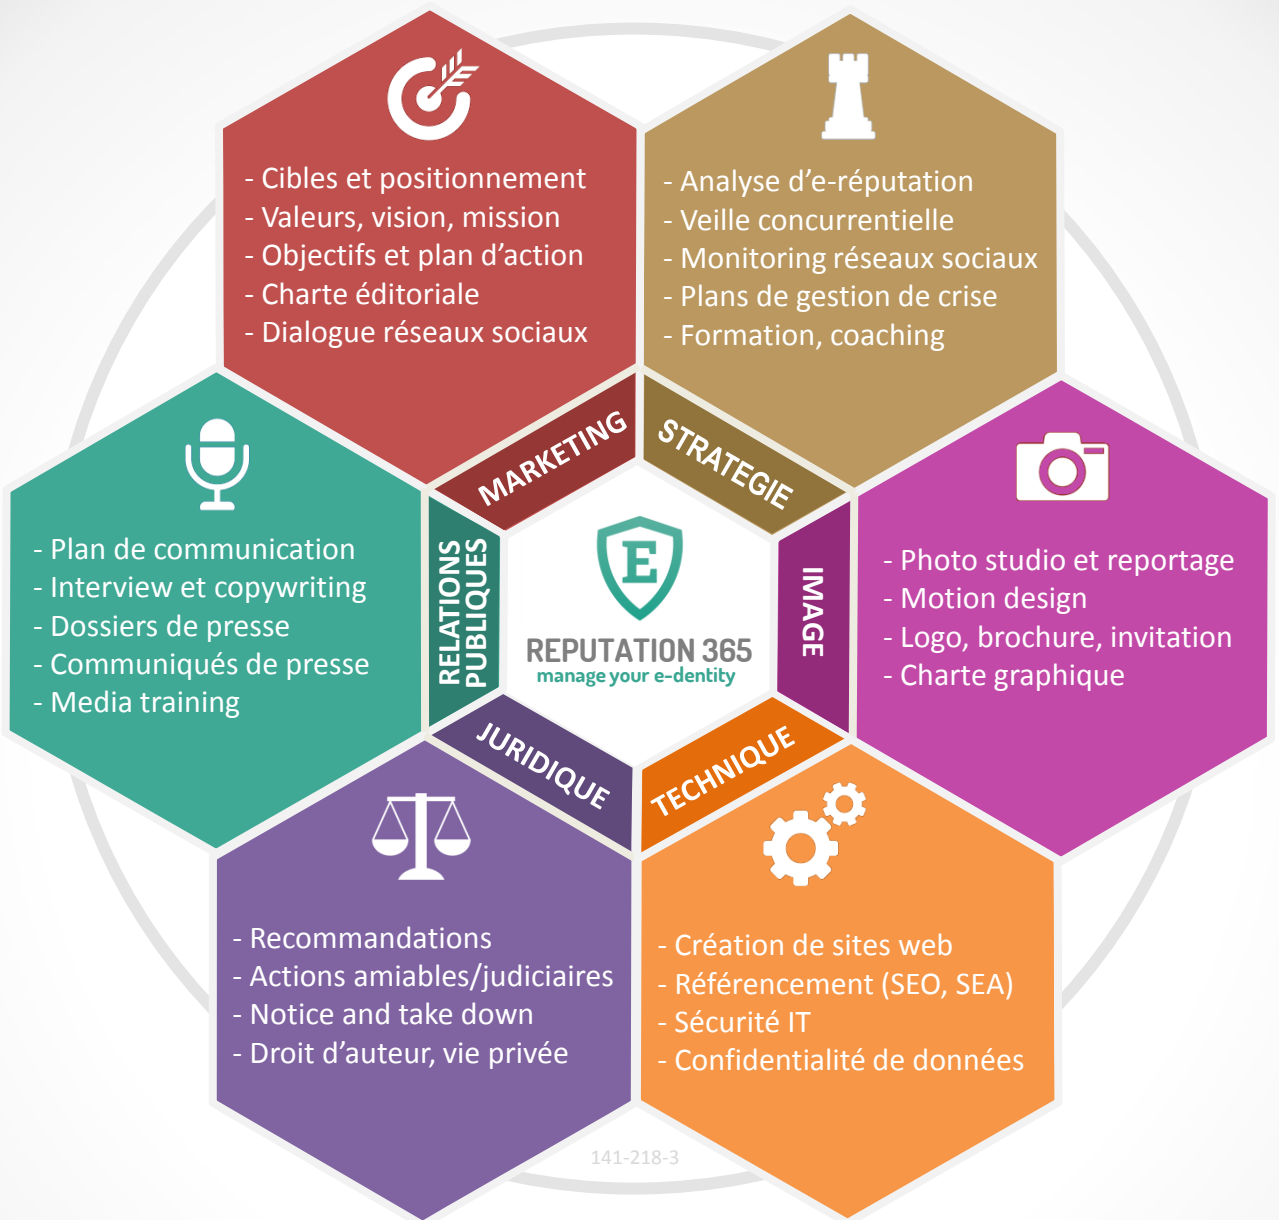 - Cibles et positionnement
- Valeurs, vision, mission
- Objectifs et plan d’action
- Charte éditoriale
- Dialogue réseaux sociaux
- Analyse d’e-réputation
- Veille concurrentielle
- Monitoring réseaux sociaux
- Plans de gestion de crise
- Formation, coaching
MARKETING
STRATEGIE
- Plan de communication
- Interview et copywriting
- Dossiers de presse
- Communiqués de presse
- Media training
RELATIONS
PUBLIQUES
E
REPUTATION 365
manage your e-dentity
IMAGE
- Photo studio et reportage
- Motion design
- Logo, brochure, invitation
- Charte graphique
JURIDIQUE
TECHNIQUE
- Recommandations
- Actions amiables/judiciaires
- Notice and take down
- Droit d’auteur, vie privée
- Création de sites web
- Référencement (SEO, SEA)
- Sécurité IT
- Confidentialité de données
141-218-3